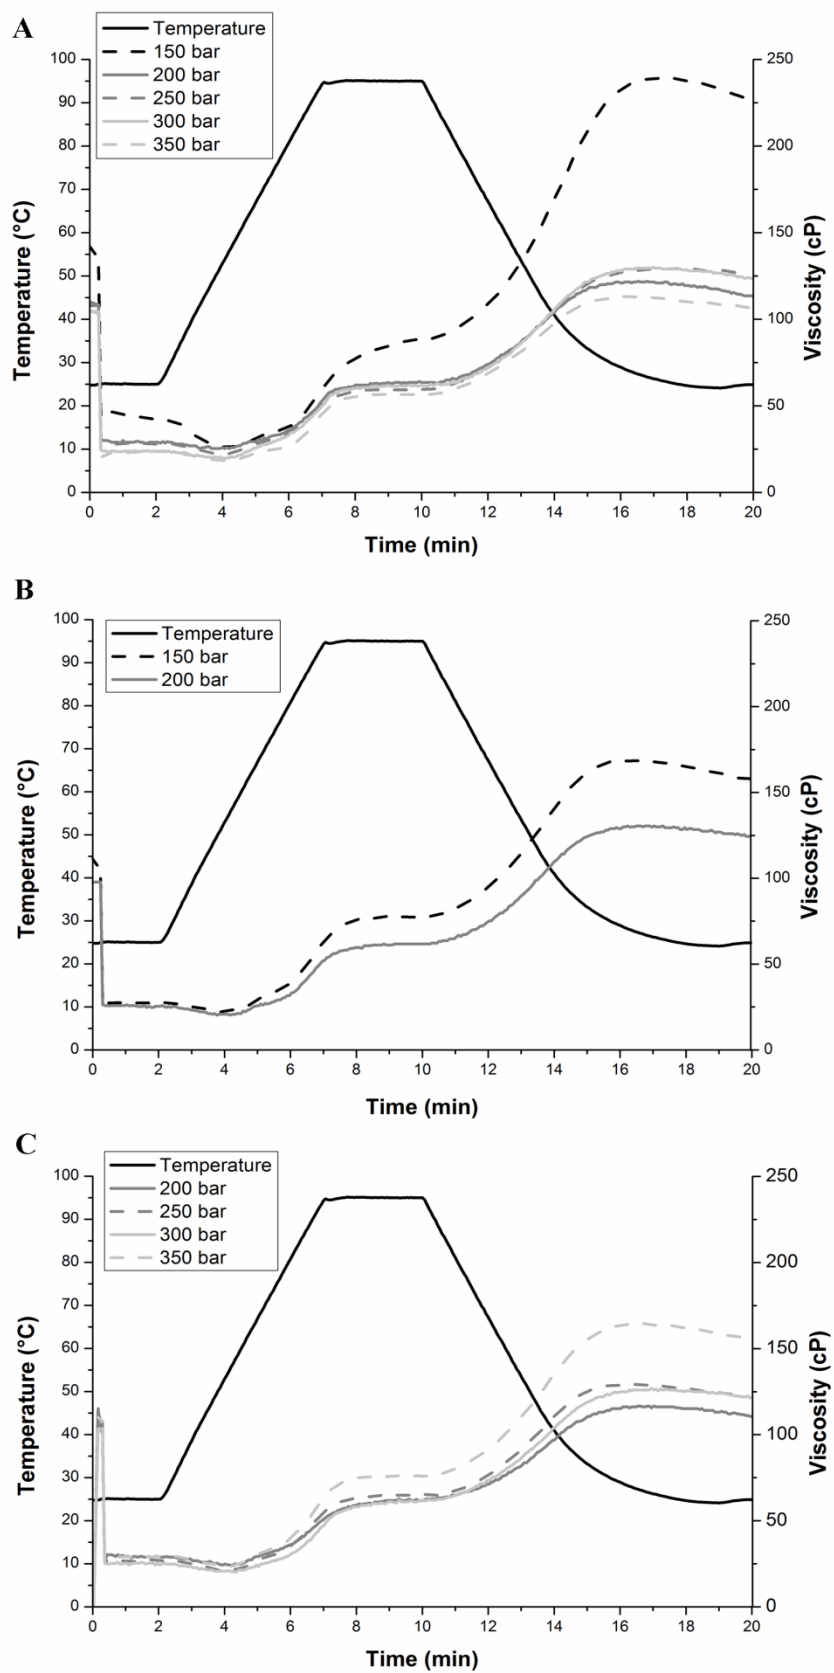 A
Temperature
150 bar
200 bar
250 bar
300 bar
350 bar
100 250
90
80 200
70
60 150
50
40 100
30
20 50
10
0 0
Temperature (°C)
Viscosity (cP)
0 2 4 6 8 10 12 14 16 18 20
Time (min)
B
Temperature
150 bar
200 bar
100 250
90
80 200
70
60 150
50
40 100
30
20 50
10
0 0
Temperature (°C)
Viscosity (cP)
0 2 4 6 8 10 12 14 16 18 20
Time (min)
C
Temperature
200 bar
250 bar
300 bar
350 bar
100 250
90
80 200
70
60 150
50
40 100
30
20 50
10
0 0
Temperature (°C)
Viscosity (cP)
0 2 4 6 8 10 12 14 16 18 20
Time (min)